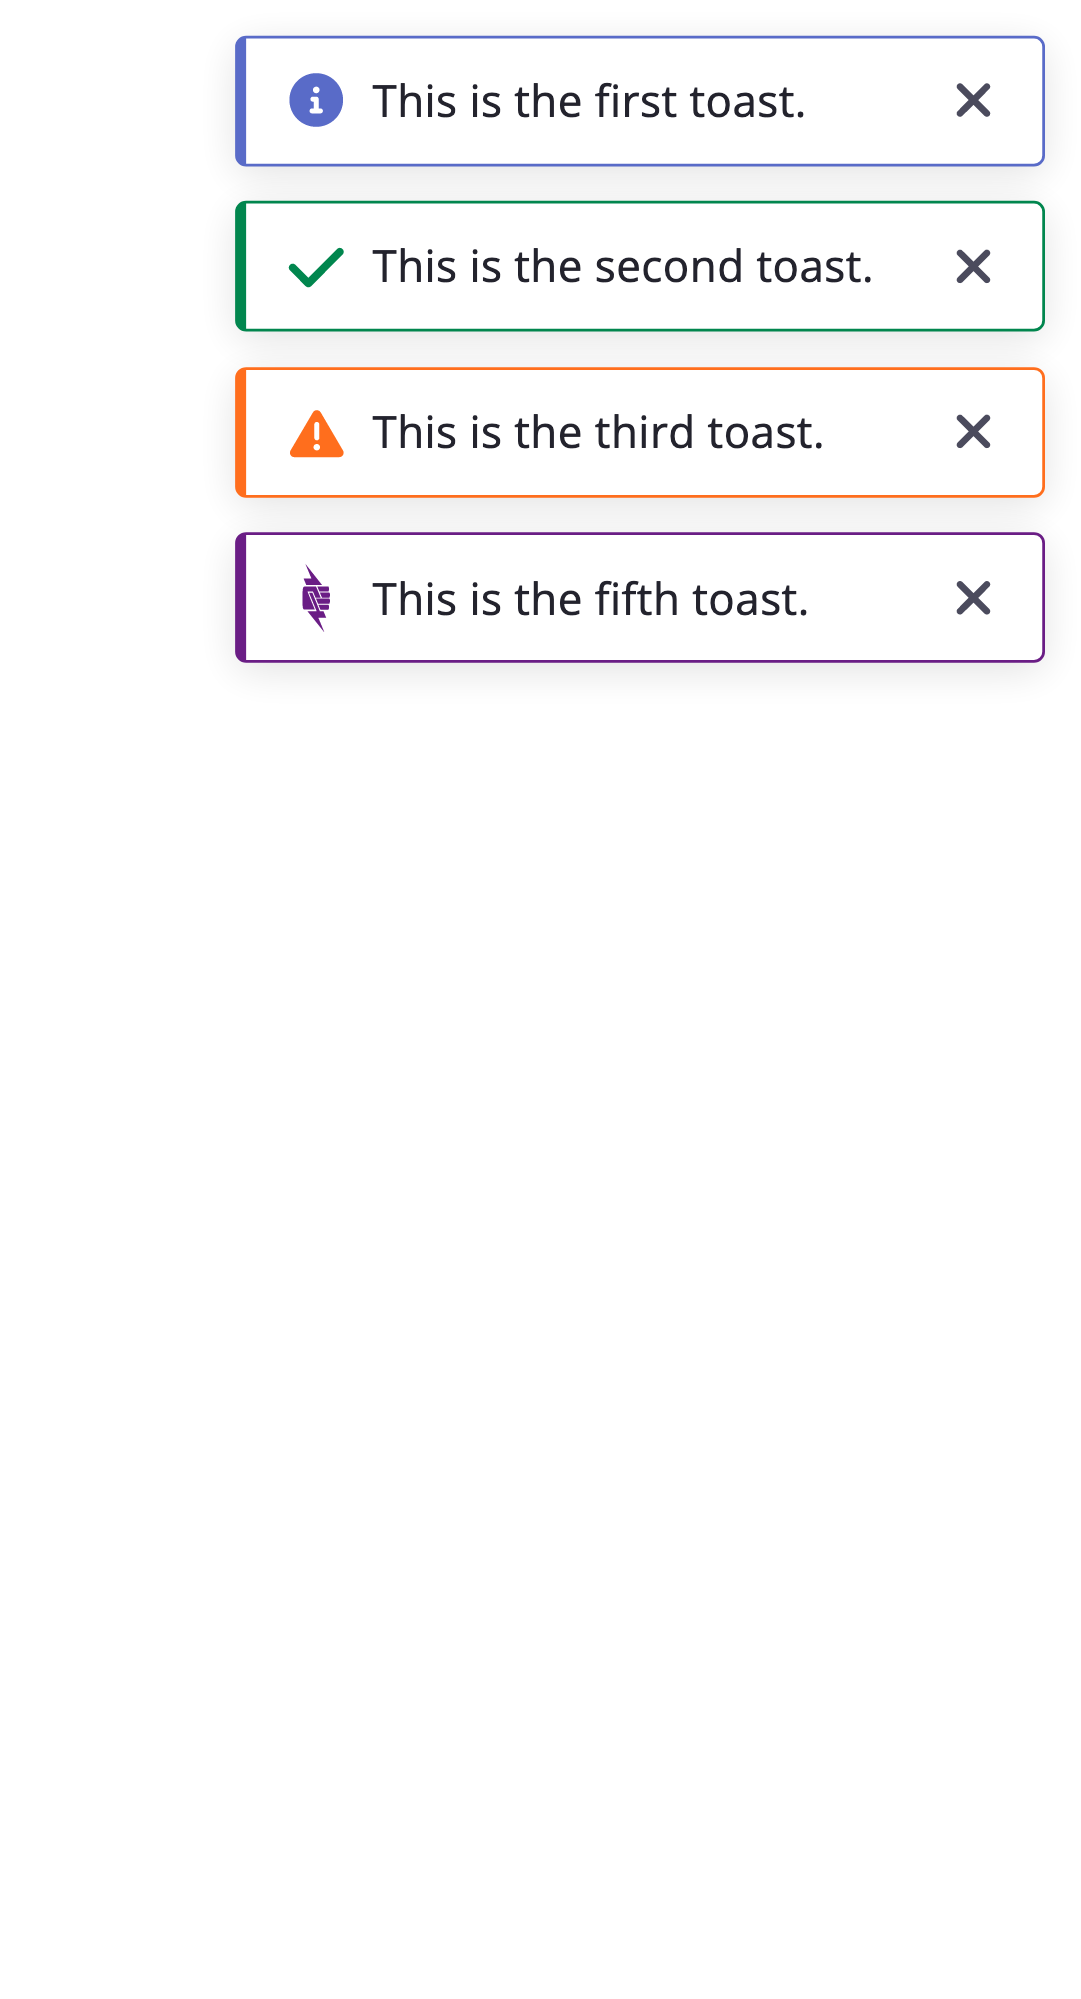 This is the first toast.
This is the second toast.
This is the third toast.
This is the fifth toast.